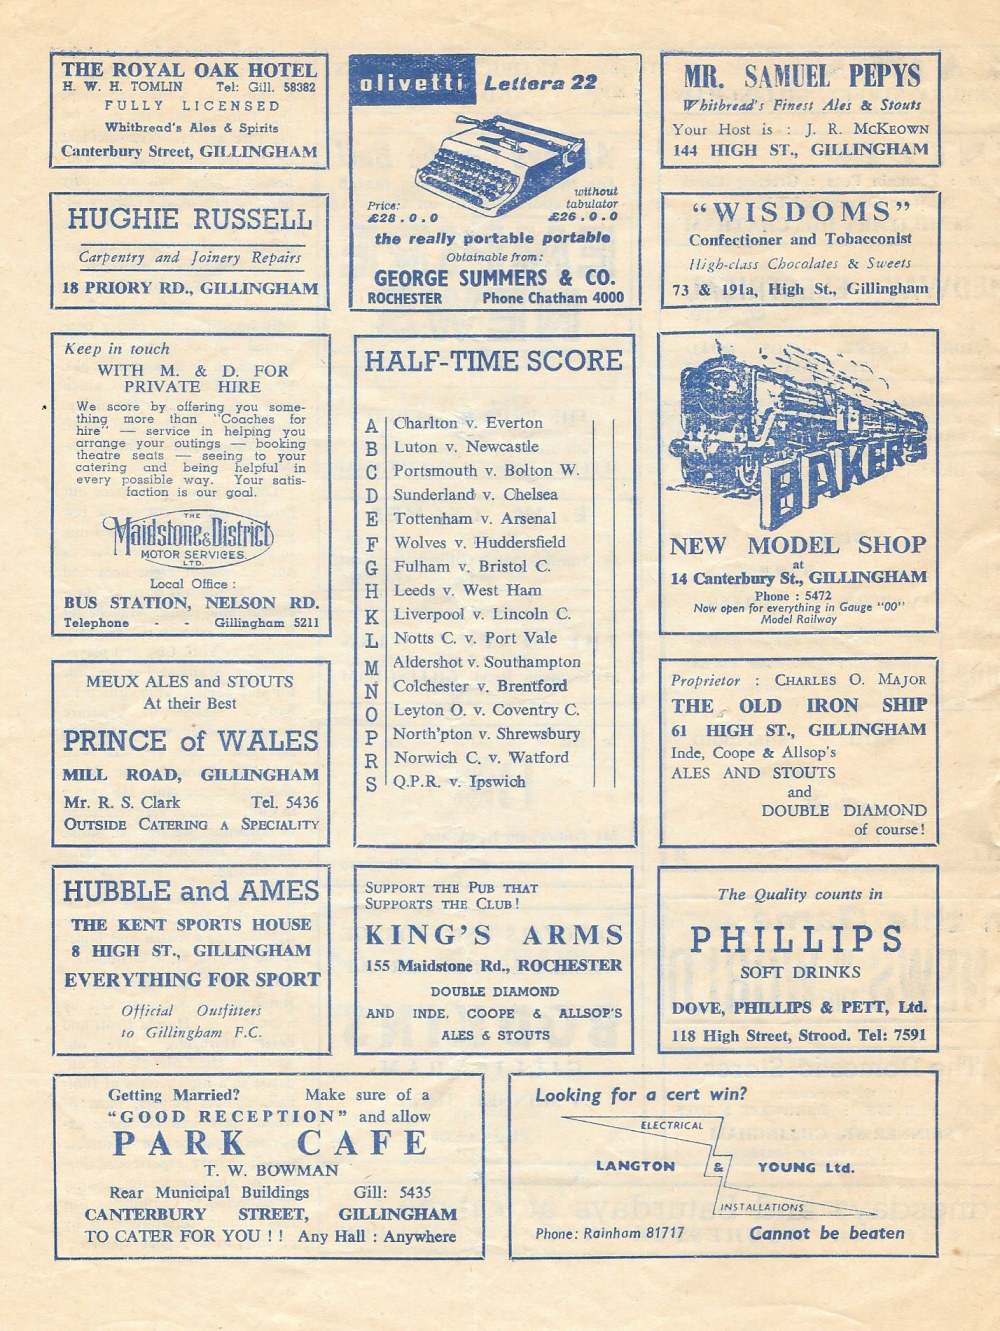 THE ROYAL OAK HOTEL
H. W. H. TOMLIN Tel: Gill. 58382
FULLY LICENSED
Whitbread's Ales & Spirits
Canterbury Street, GILLINGHAM
olivetti Lettera 22
Price: £28.0.0
without tabulator £26.0.0
the really portable portable
Obtainable from:
GEORGE SUMMERS & CO.
ROCHESTER Phone Chatham 4000
MR. SAMUEL PEPYS
Whitbread's Finest Ales & Stouts
Your Host is : J. R. McKEOWN
144 HIGH ST., GILLINGHAM
HUGHIE RUSSELL
Carpentry and Joinery Repairs
18 PRIORY RD., GILLINGHAM
"WISDOMS"
Confectioner and Tobacconist
High-class Chocolates & Sweets
73 & 191a, High St., Gillingham
Keep in touch
WITH M. & D. FOR
PRIVATE HIRE
We score by offering you some-
thing more than "Coaches for
hire" — service in helping you
arrange your outings — booking
theatre seats — seeing to your
catering and being helpful in
every possible way. Your satis-
faction is our goal.
THE
Maidstone & District
MOTOR SERVICES
LTD.
Local Office :
BUS STATION, NELSON RD.
Telephone - - Gillingham 5211
HALF-TIME SCORE
A Charlton v. Everton
B Luton v. Newcastle
C Portsmouth v. Bolton W.
D Sunderland v. Chelsea
E Tottenham v. Arsenal
F Wolves v. Huddersfield
G Fulham v. Bristol C.
H Leeds v. West Ham
K Liverpool v. Lincoln C.
L Notts C. v. Port Vale
M Aldershot v. Southampton
N Colchester v. Brentford
O Leyton O. v. Coventry C.
P North'pton v. Shrewsbury
R Norwich C. v. Watford
S Q.P.R. v. Ipswich
BAKERS
NEW MODEL SHOP
at
14 Canterbury St., GILLINGHAM
Phone : 5472
Now open for everything in Gauge "00"
Model Railway
MEUX ALES and STOUTS
At their Best
PRINCE of WALES
MILL ROAD, GILLINGHAM
Mr. R. S. Clark Tel. 5436
OUTSIDE CATERING A SPECIALITY
Proprietor : CHARLES O. MAJOR
THE OLD IRON SHIP
61 HIGH ST., GILLINGHAM
Inde, Coope & Allsop's
ALES AND STOUTS
and
DOUBLE DIAMOND
of course!
HUBBLE and AMES
THE KENT SPORTS HOUSE
8 HIGH ST., GILLINGHAM
EVERYTHING FOR SPORT
Official Outfitters
to Gillingham F.C.
SUPPORT THE PUB THAT
SUPPORTS THE CLUB!
KING'S ARMS
155 Maidstone Rd., ROCHESTER
DOUBLE DIAMOND
AND INDE, COOPE & ALLSOP'S
ALES & STOUTS
The Quality counts in
PHILLIPS
SOFT DRINKS
DOVE, PHILLIPS & PETT, Ltd.
118 High Street, Strood. Tel: 7591
Getting Married? Make sure of a
"GOOD RECEPTION" and allow
PARK CAFE
T. W. BOWMAN
Rear Municipal Buildings Gill: 5435
CANTERBURY STREET, GILLINGHAM
TO CATER FOR YOU !! Any Hall : Anywhere
Looking for a cert win?
ELECTRICAL
LANGTON & YOUNG Ltd.
INSTALLATIONS
Phone: Rainham 81717 Cannot be beaten